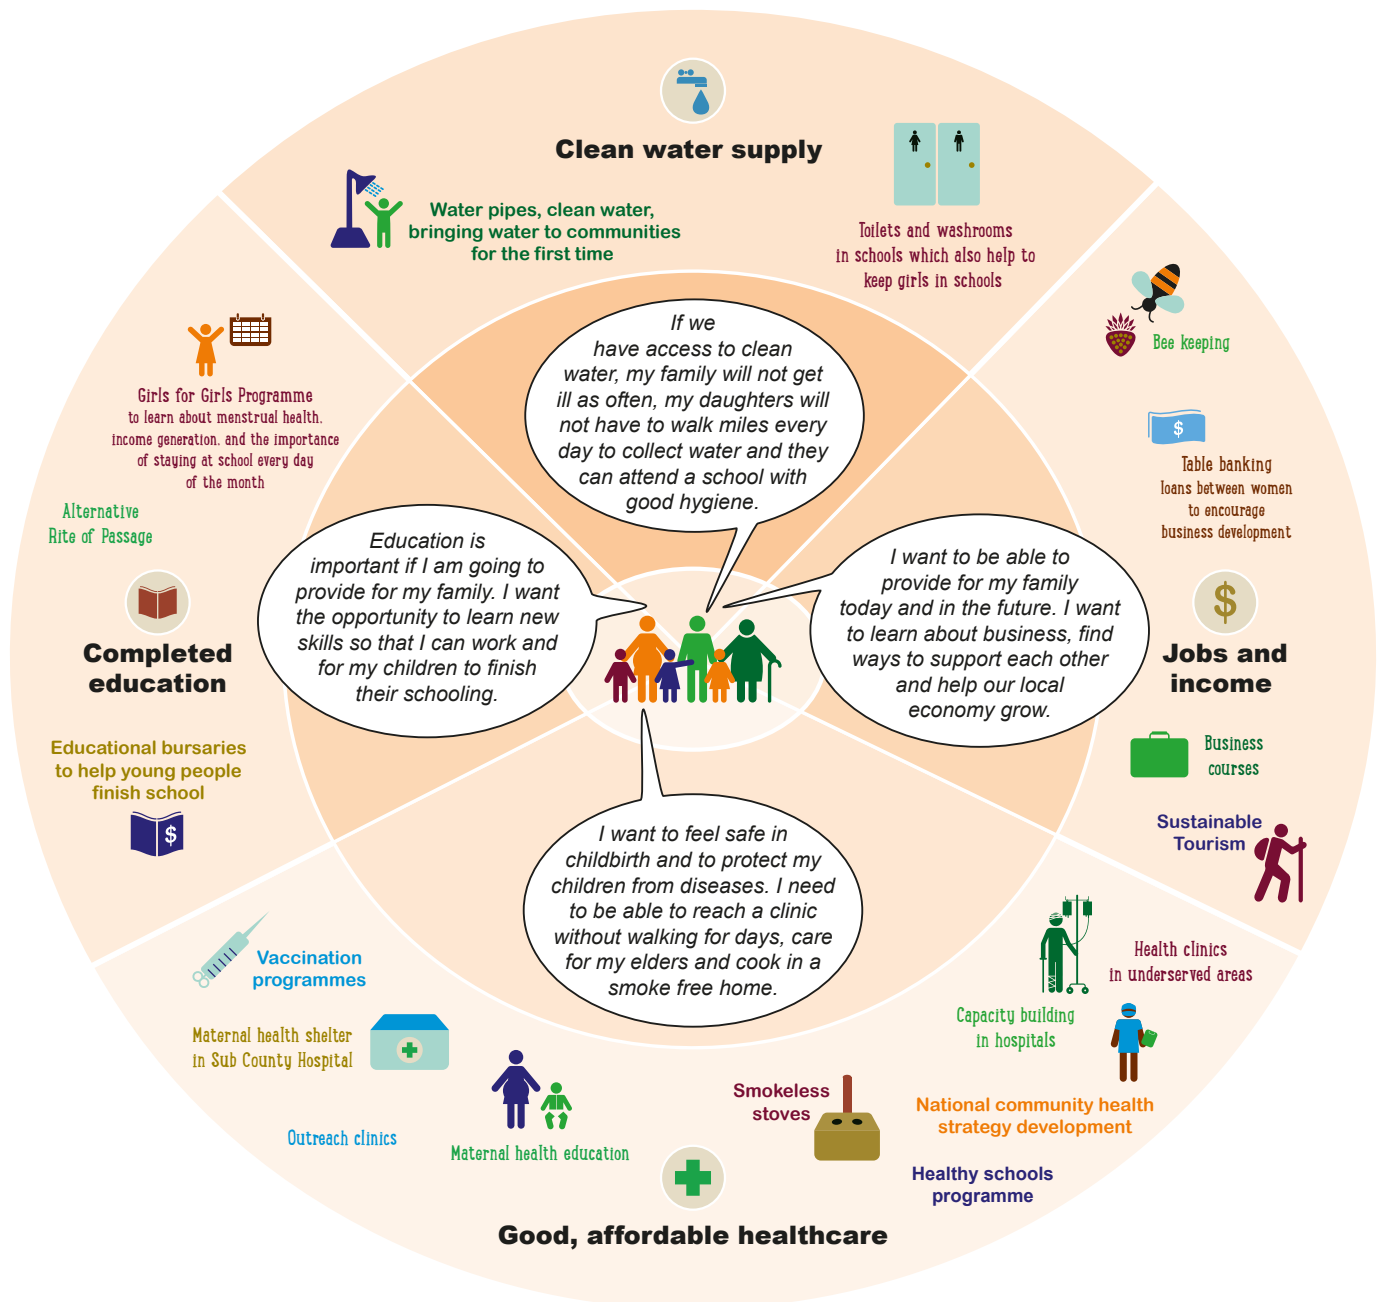 Clean water supply
Water pipes, clean water,
bringing water to communities
for the first time
Toilets and washrooms
in schools which also help to
keep girls in schools
If we
have access to clean
water, my family will not get
ill as often, my daughters will
not have to walk miles every
day to collect water and they
can attend a school with
good hygiene.
Girls for Girls Programme
to learn about menstrual health,
income generation, and the importance
of staying at school every day
of the month
Alternative
Rite of Passage
Completed
education
Educational bursaries
to help young people
finish school
$
Education is
important if I am going to
provide for my family. I want
the opportunity to learn new
skills so that I can work and
for my children to finish
their schooling.
I want to be able to
provide for my family
today and in the future. I want
to learn about business, find
ways to support each other
and help our local
economy grow.
Bee keeping
$
Table banking
loans between women
to encourage
business development
$
Jobs and
income
Business
courses
Sustainable
Tourism
I want to feel safe in
childbirth and to protect my
children from diseases. I need
to be able to reach a clinic
without walking for days, care
for my elders and cook in a
smoke free home.
Vaccination
programmes
Maternal health shelter
in Sub County Hospital
Outreach clinics
Maternal health education
Smokeless
stoves
Health clinics
in underserved areas
Capacity building
in hospitals
National community health
strategy development
Healthy schools
programme
Good, affordable healthcare